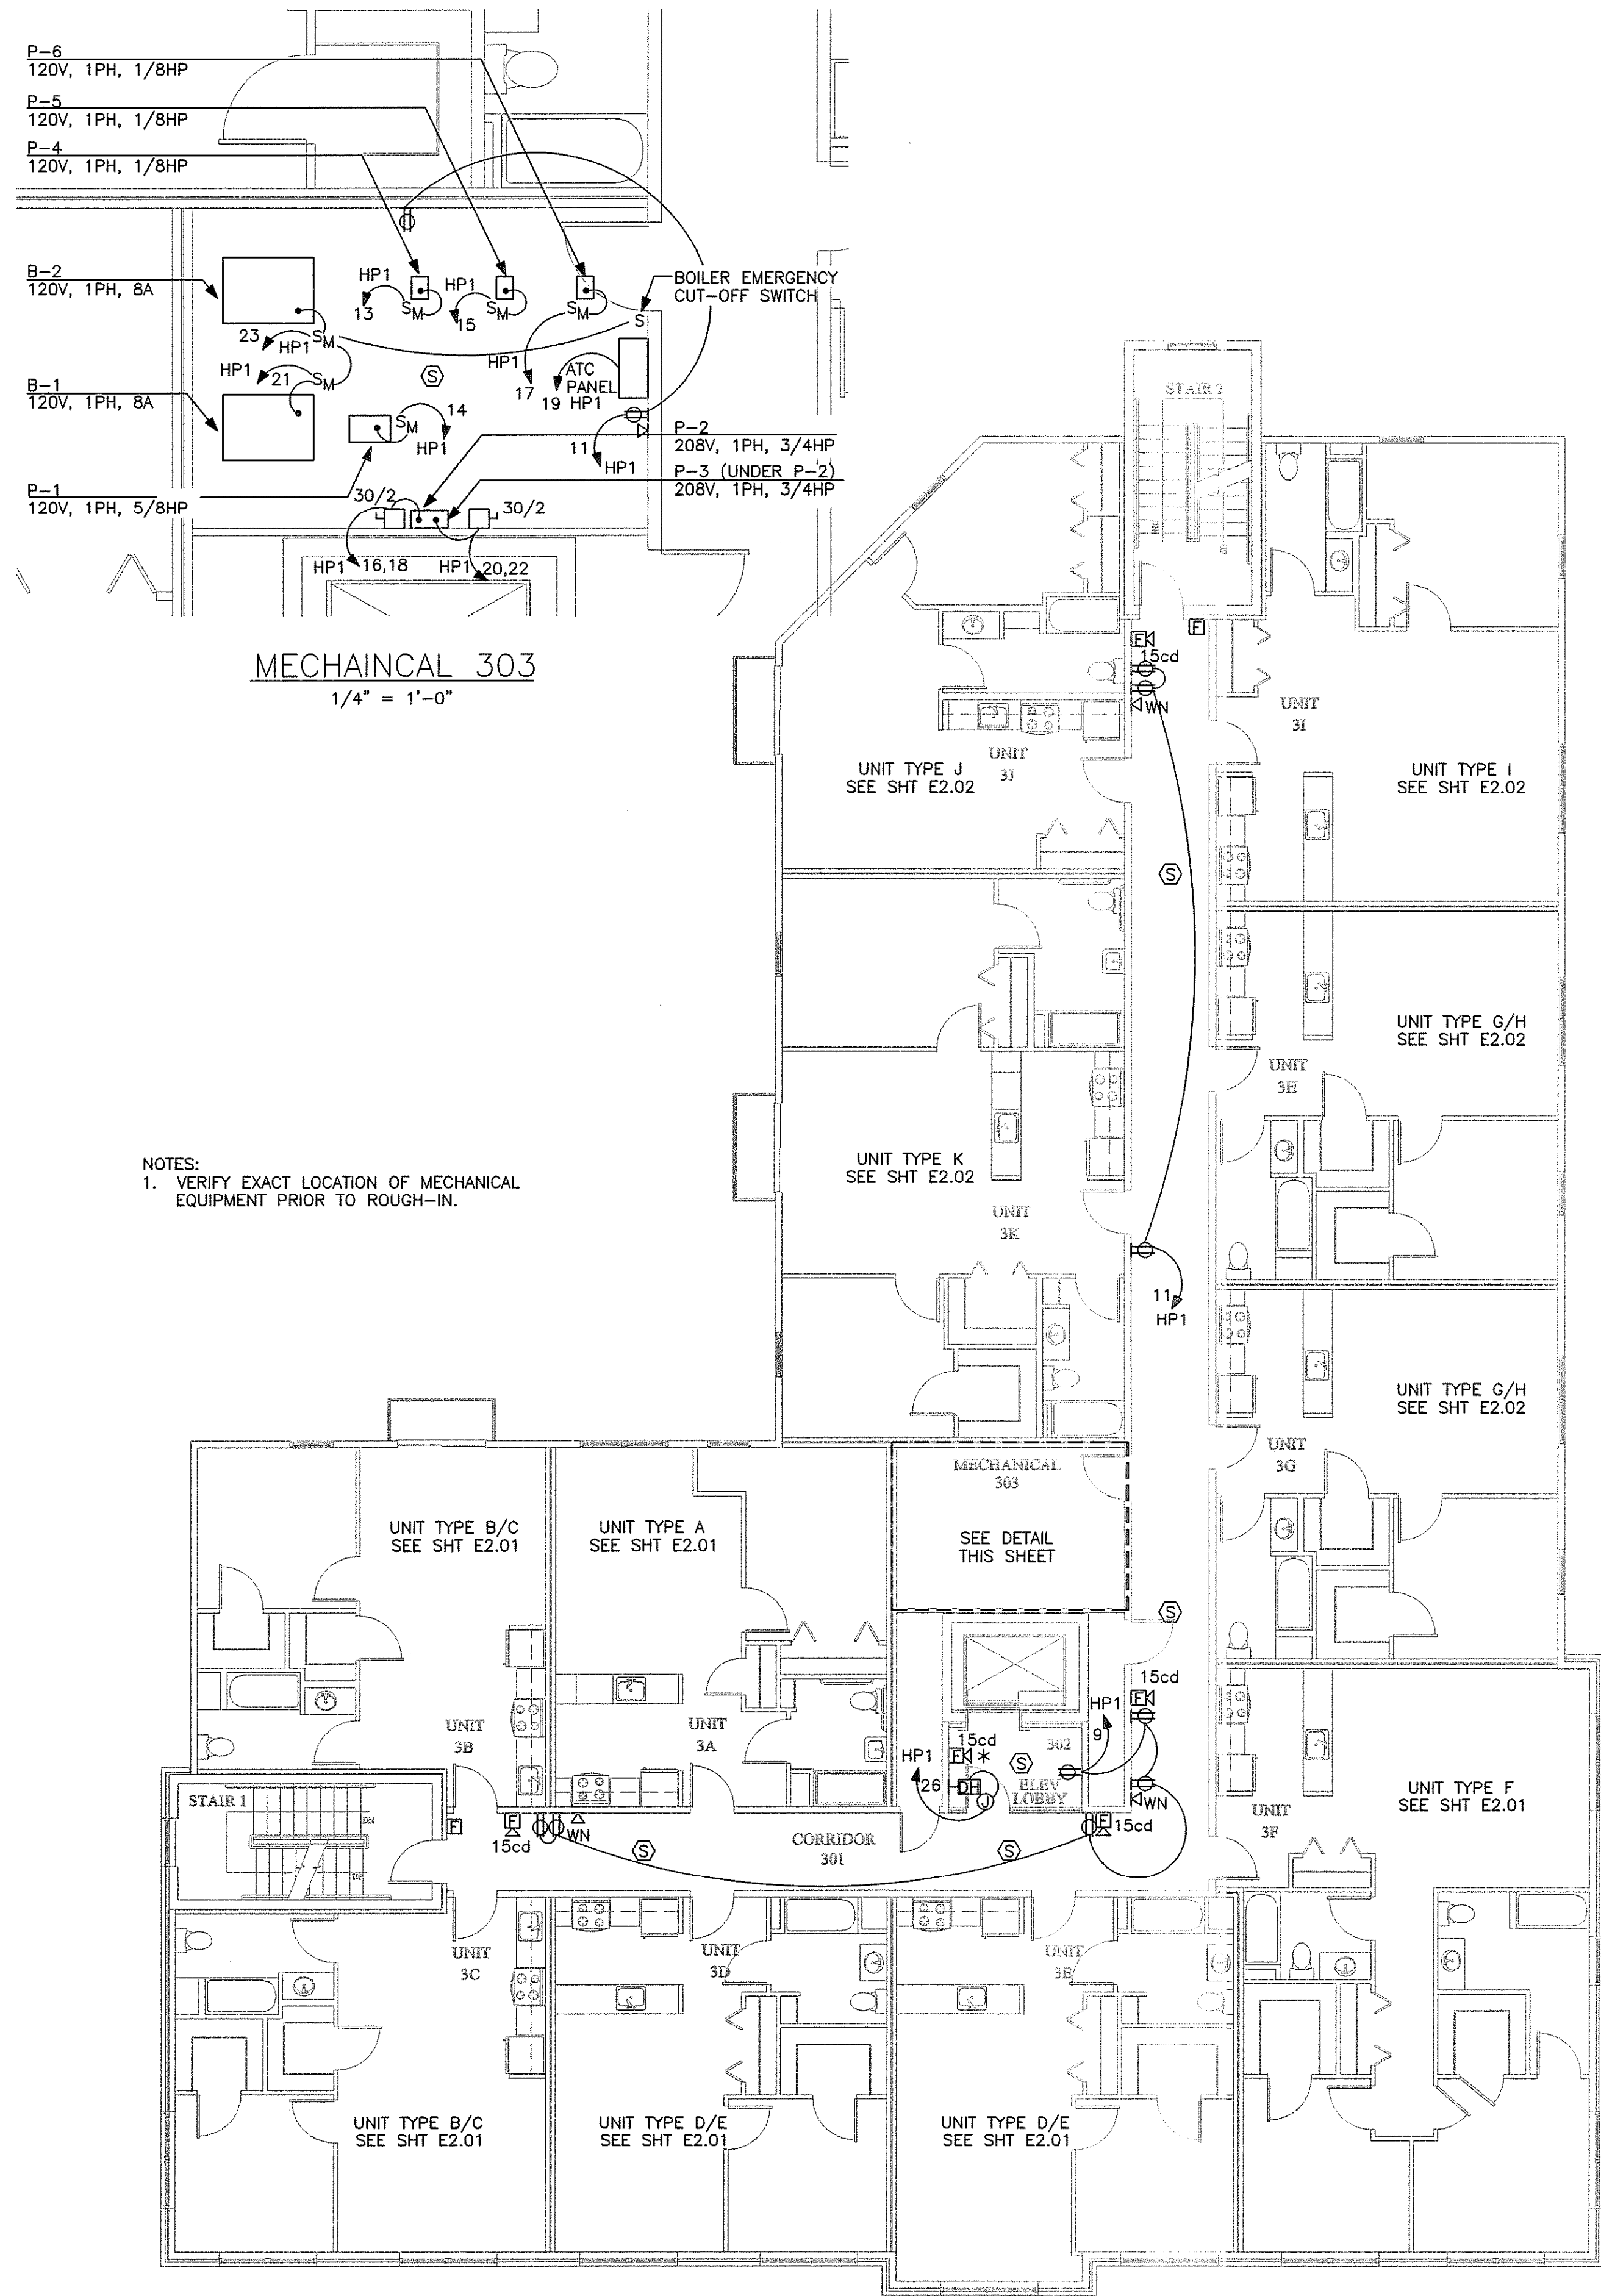 P-6
120V, 1PH, 1/8HP
P-5
120V, 1PH, 1/8HP
P-4
120V, 1PH, 1/8HP
B-2
120V, 1PH, 8A
B-1
120V, 1PH, 8A
P-1
120V, 1PH, 5/8HP
HP1
13
SM
HP1
15
SM
SM
HP1
17
BOILER EMERGENCY
CUT-OFF SWITCH
S
23
HP1
SM
HP1
21
SM
S
ATC
PANEL
19 HP1
14
SM
HP1
11
HP1
P-2
208V, 1PH, 3/4HP
P-3 (UNDER P-2)
208V, 1PH, 3/4HP
30/2
30/2
HP1 16,18
HP1 20,22
MECHAINCAL 303
1/4" = 1'-0"
NOTES:
1. VERIFY EXACT LOCATION OF MECHANICAL
EQUIPMENT PRIOR TO ROUGH-IN.
STAIR 2
DN
F
F
15cd
WN
UNIT
3I
UNIT
3J
UNIT TYPE J
SEE SHT E2.02
UNIT TYPE I
SEE SHT E2.02
S
UNIT TYPE G/H
SEE SHT E2.02
UNIT
3H
UNIT TYPE K
SEE SHT E2.02
UNIT
3K
11
HP1
UNIT TYPE G/H
SEE SHT E2.02
UNIT
3G
MECHANICAL
303
SEE DETAIL
THIS SHEET
UNIT TYPE B/C
SEE SHT E2.01
UNIT TYPE A
SEE SHT E2.01
S
15cd
F
HP1
9
UNIT
3B
UNIT
3A
15cd
F *
S
302
HP1
26
DH
J
ELEV
LOBBY
WN
UNIT TYPE F
SEE SHT E2.01
UNIT
3F
STAIR 1
DN
UP
F
F
15cd
WN
S
CORRIDOR
301
S
F
15cd
UNIT
3C
UNIT
3D
UNIT
3E
UNIT TYPE B/C
SEE SHT E2.01
UNIT TYPE D/E
SEE SHT E2.01
UNIT TYPE D/E
SEE SHT E2.01